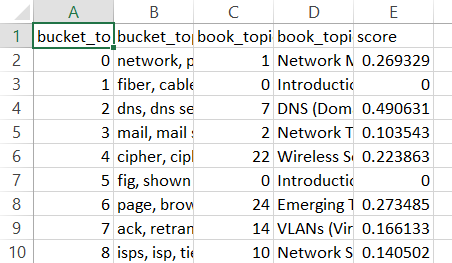 A B C D E
1 bucket_to bucket_top book_topi book_topi score
2 0 network, p 1 Network M 0.269329
3 1 fiber, cable 0 Introductic 0
4 2 dns, dns se 7 DNS (Dom 0.490631
5 3 mail, mail s 2 Network T 0.103543
6 4 cipher, ciph 22 Wireless Se 0.223863
7 5 fig, shown 0 Introductic 0
8 6 page, brow 24 Emerging T 0.273485
9 7 ack, retran 14 VLANs (Vir 0.166133
10 8 isps, isp, tie 10 Network S 0.140502